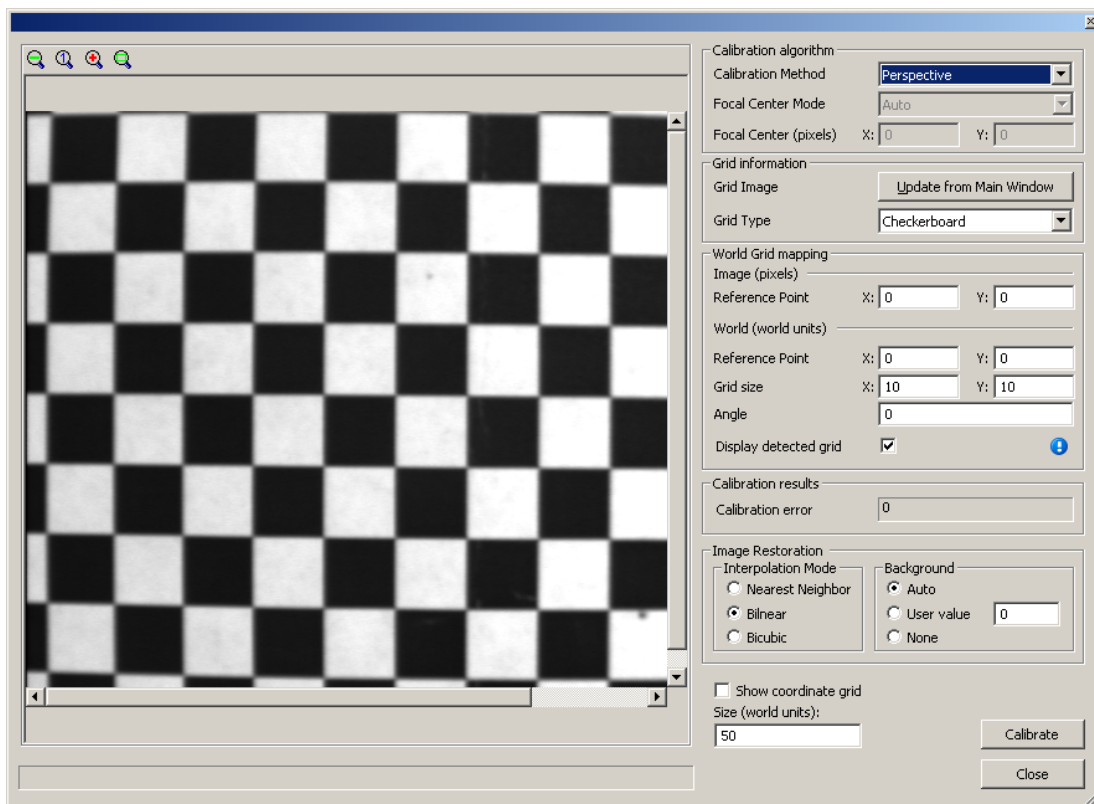 1
Calibration algorithm
Calibration Method Perspective
Focal Center Mode Auto
Focal Center (pixels) X: 0 Y: 0
Grid information
Grid Image Update from Main Window
Grid Type Checkerboard
World Grid mapping
Image (pixels)
Reference Point X: 0 Y: 0
World (world units)
Reference Point X: 0 Y: 0
Grid size X: 10 Y: 10
Angle 0
Display detected grid
Calibration results
Calibration error 0
Image Restoration
Interpolation Mode
Nearest Neighbor
Bilnear
Bicubic
Background
Auto
User value 0
None
Show coordinate grid
Size (world units):
50
Calibrate
Close